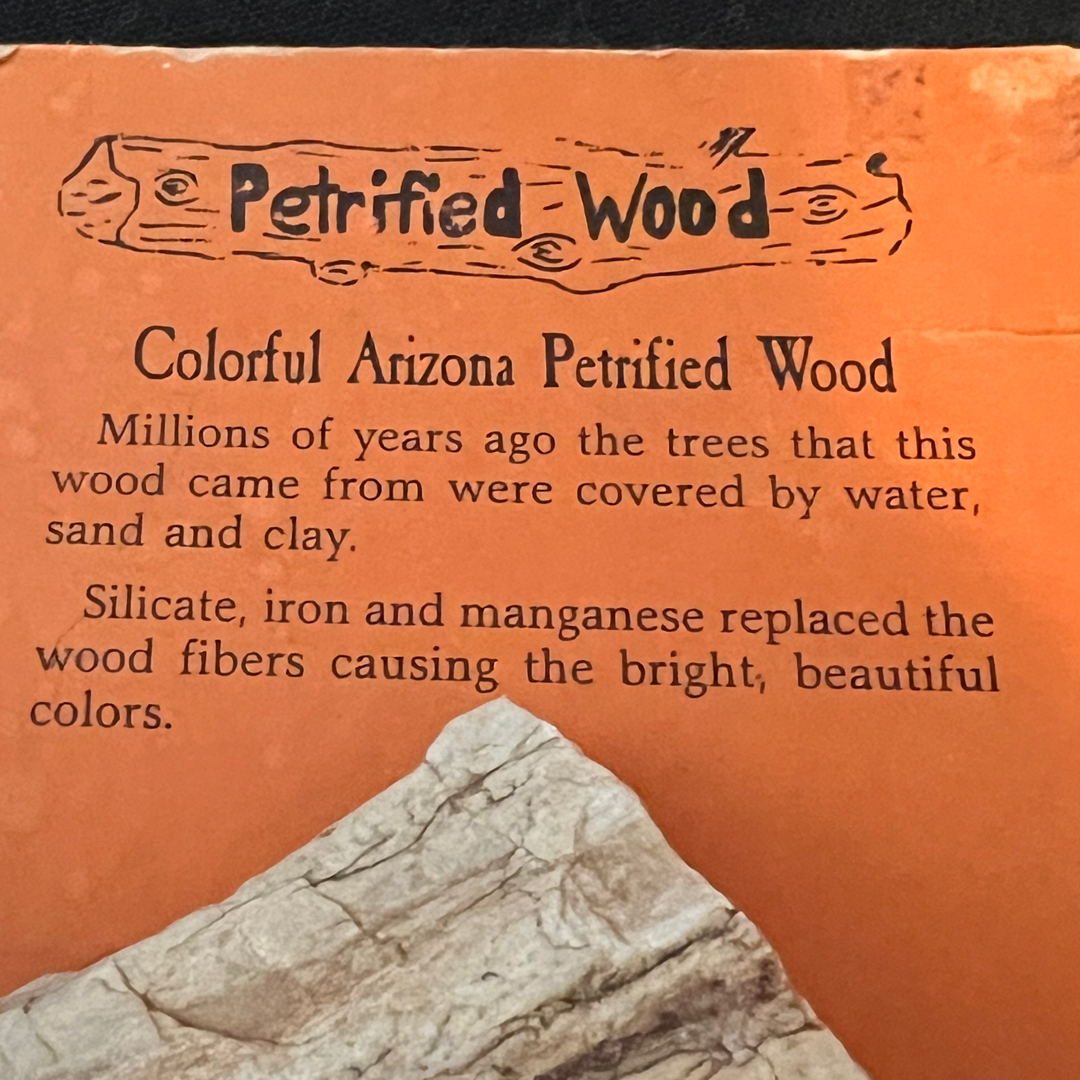 Petrified Wood
Colorful Arizona Petrified Wood
Millions of years ago the trees that this
wood came from were covered by water,
sand and clay.
Silicate, iron and manganese replaced the
wood fibers causing the bright, beautiful
colors.